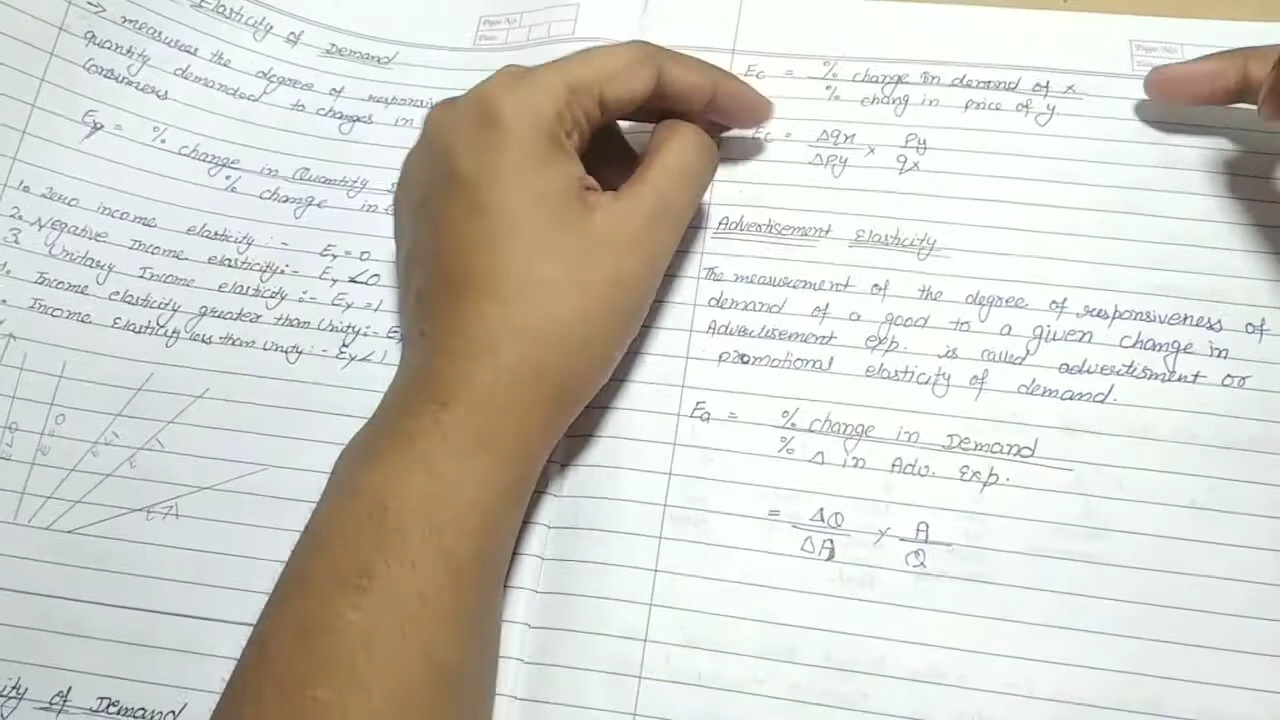 Elasticity of Demand
→ measures the degree of
quantity demanded to changes in
Consumers.
= % change in Quantity
% change in
1. Zero income elasticity :- Ey = 0
2. Negative Income elasticity :- Ey < 0
3. Unitary Income elasticity :- Ey = 1
Income elasticity greater than Unity :-
Income Elasticity less than Unity :- Ey < 1
of Demand
Ec = % change in demand of x
% chang in price of y
Ec = Δqx / ΔPy × Py / qx
Advertisement Elasticity
The measurement of the degree of responsiveness of
demand of a good to a given change in
Advertisement exp. is called advertisment or
promotional elasticity of demand.
Ea = % change in Demand
% Δ in Adv. Exp.
= ΔQ / ΔA × A / Q